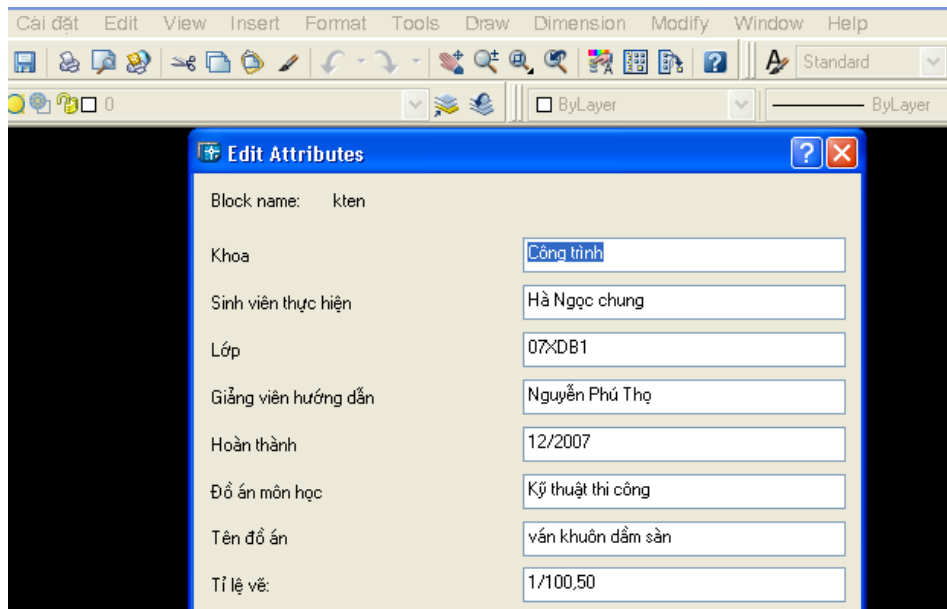 Cài đặt Edit View Insert Format Tools Draw Dimension Modify Window Help
Standard
0 ByLayer ByLayer
Edit Attributes
Block name: kten
Khoa Công trình
Sinh viên thực hiện Hà Ngọc chung
Lớp 07XDB1
Giảng viên hướng dẫn Nguyễn Phú Thọ
Hoàn thành 12/2007
Đồ án môn học Kỹ thuật thi công
Tên đồ án ván khuôn dầm sàn
Tỉ lệ vẽ: 1/100,50